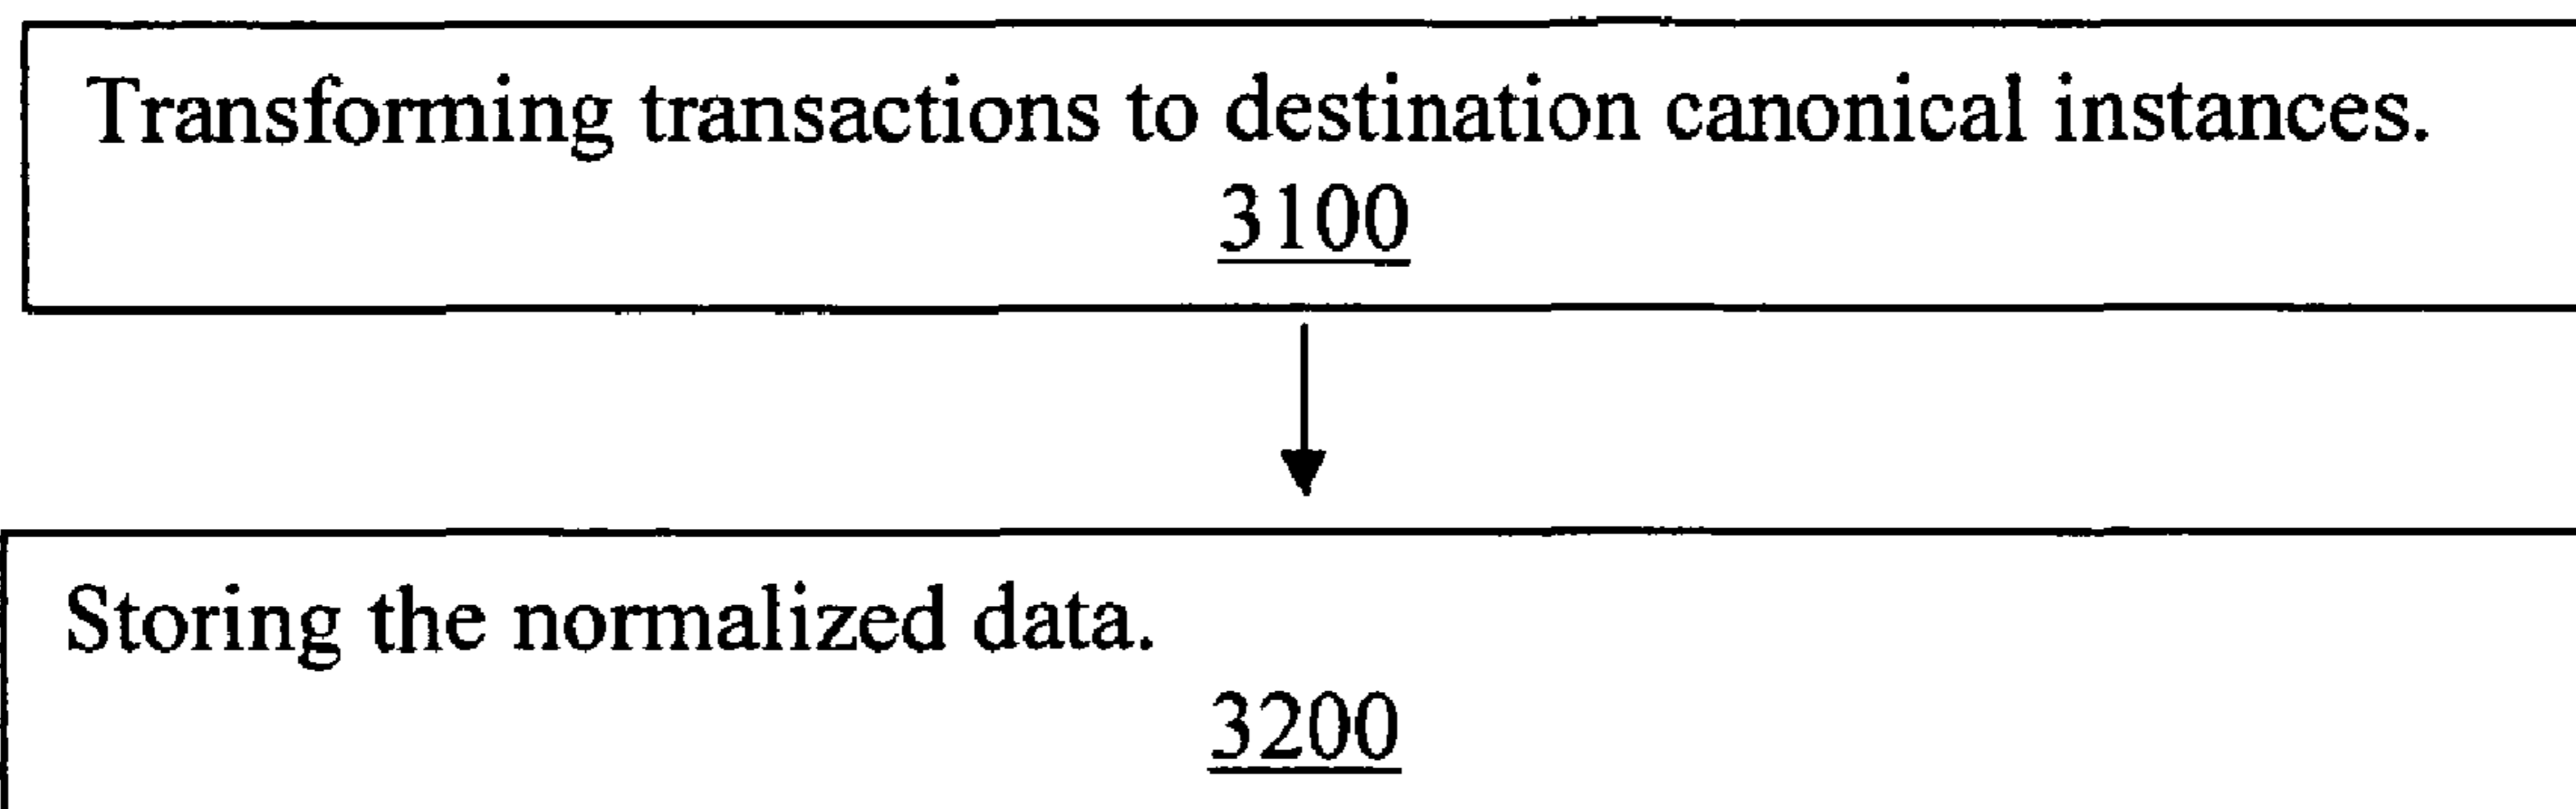 Transforming transactions to destination canonical instances.
3100
Storing the normalized data.
3200